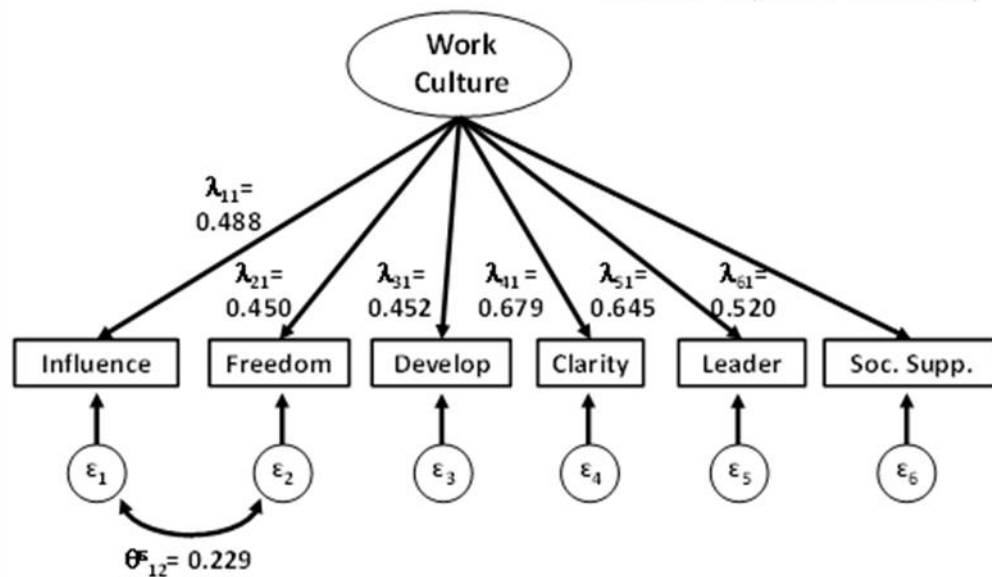 Work
Culture
λ₁₁=
0.488
λ₂₁=
0.450
λ₃₁=
0.452
λ₄₁ =
0.679
λ₅₁=
0.645
λ₆₁=
0.520
Influence
Freedom
Develop
Clarity
Leader
Soc. Supp.
ε₁
ε₂
ε₃
ε₄
ε₅
ε₆
₁₂= 0.229